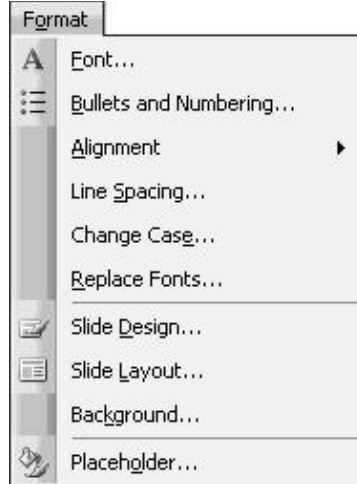 Format
Font...
Bullets and Numbering...
Alignment
Line Spacing...
Change Case...
Replace Fonts...
Slide Design...
Slide Layout...
Background...
Placeholder...